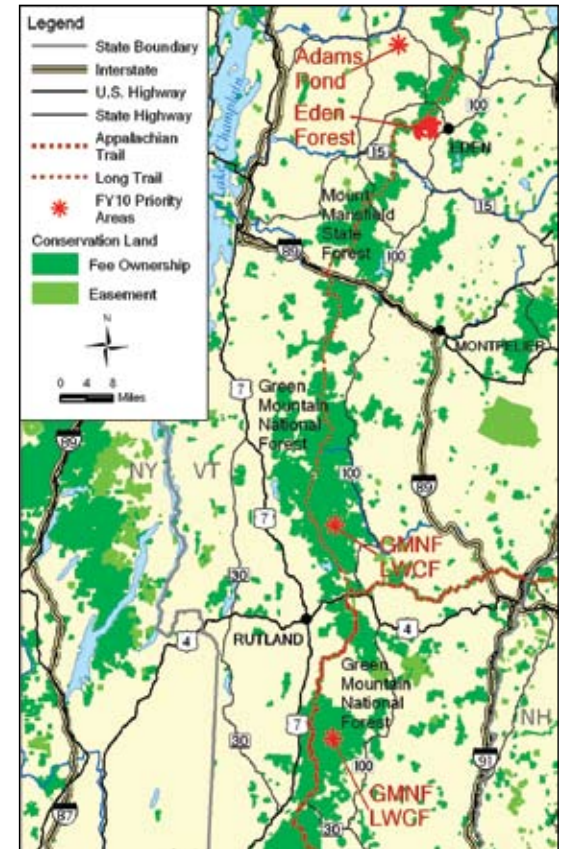 Legend
State Boundary
Interstate
U.S. Highway
State Highway
Appalachian
Trail
Long Trail
FY10 Priority
Areas
Conservation Land
Fee Ownership
Easement
N
0 4 8
Miles
Lake Champlain
Adams
Pond
Eden
Forest
100
EDEN
15
15
Mount
Mansfield
State
Forest
89
100
MONTPELIER
7
Green
Mountain
National
Forest
89
NY
VT
100
89
7
GMNF
LWCF
30
4
RUTLAND
4
Green
Mountain
National
Forest
NH
7
30
100
91
GMNF
LWCF
87
30